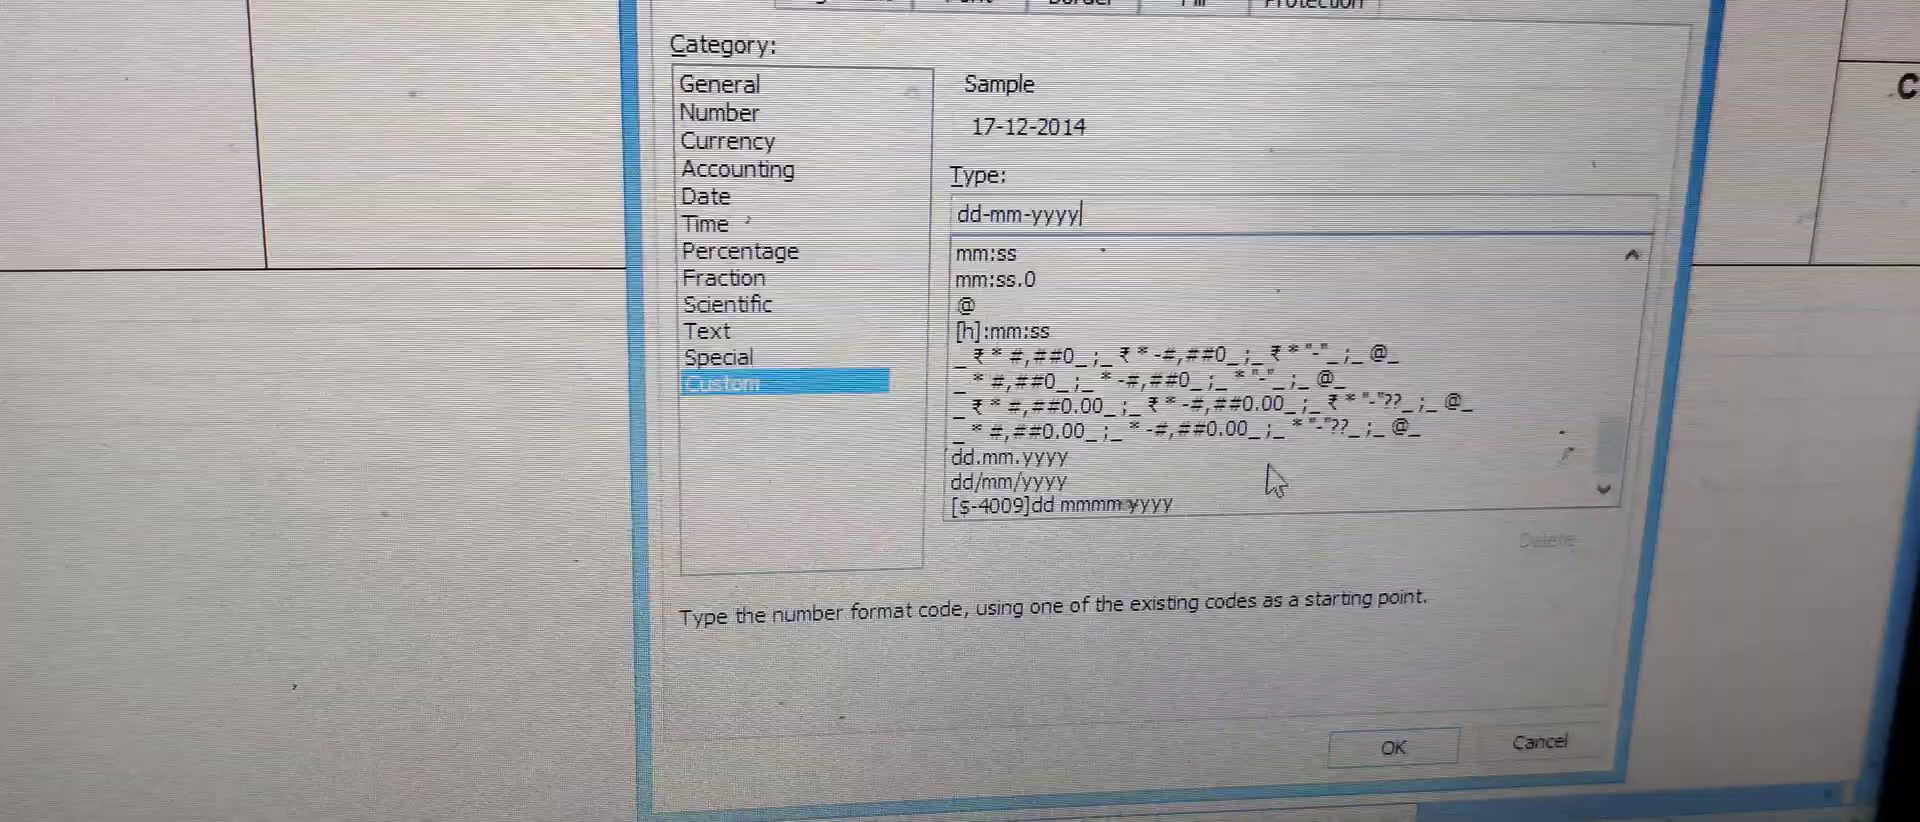 Border
Protection
Category:
General
Number
Currency
Accounting
Date
Time
Percentage
Fraction
Scientific
Text
Special
Custom
Sample
17-12-2014
Type:
dd-mm-yyyy
mm:ss
mm:ss.0
@
[h]:mm:ss
_ ₹ * #,##0_ ;_ ₹ * -#,##0_ ;_ ₹ * "-"_ ;_ @_
_ * #,##0_ ;_ * -#,##0_ ;_ * "-"_ ;_ @_
_ ₹ * #,##0.00_ ;_ ₹ * -#,##0.00_ ;_ ₹ * "-"??_ ;_ @_
_ * #,##0.00_ ;_ * -#,##0.00_ ;_ * "-"??_ ;_ @_
dd.mm.yyyy
dd/mm/yyyy
[$-4009]dd mmmm yyyy
Delete
Type the number format code, using one of the existing codes as a starting point.
OK
Cancel
C